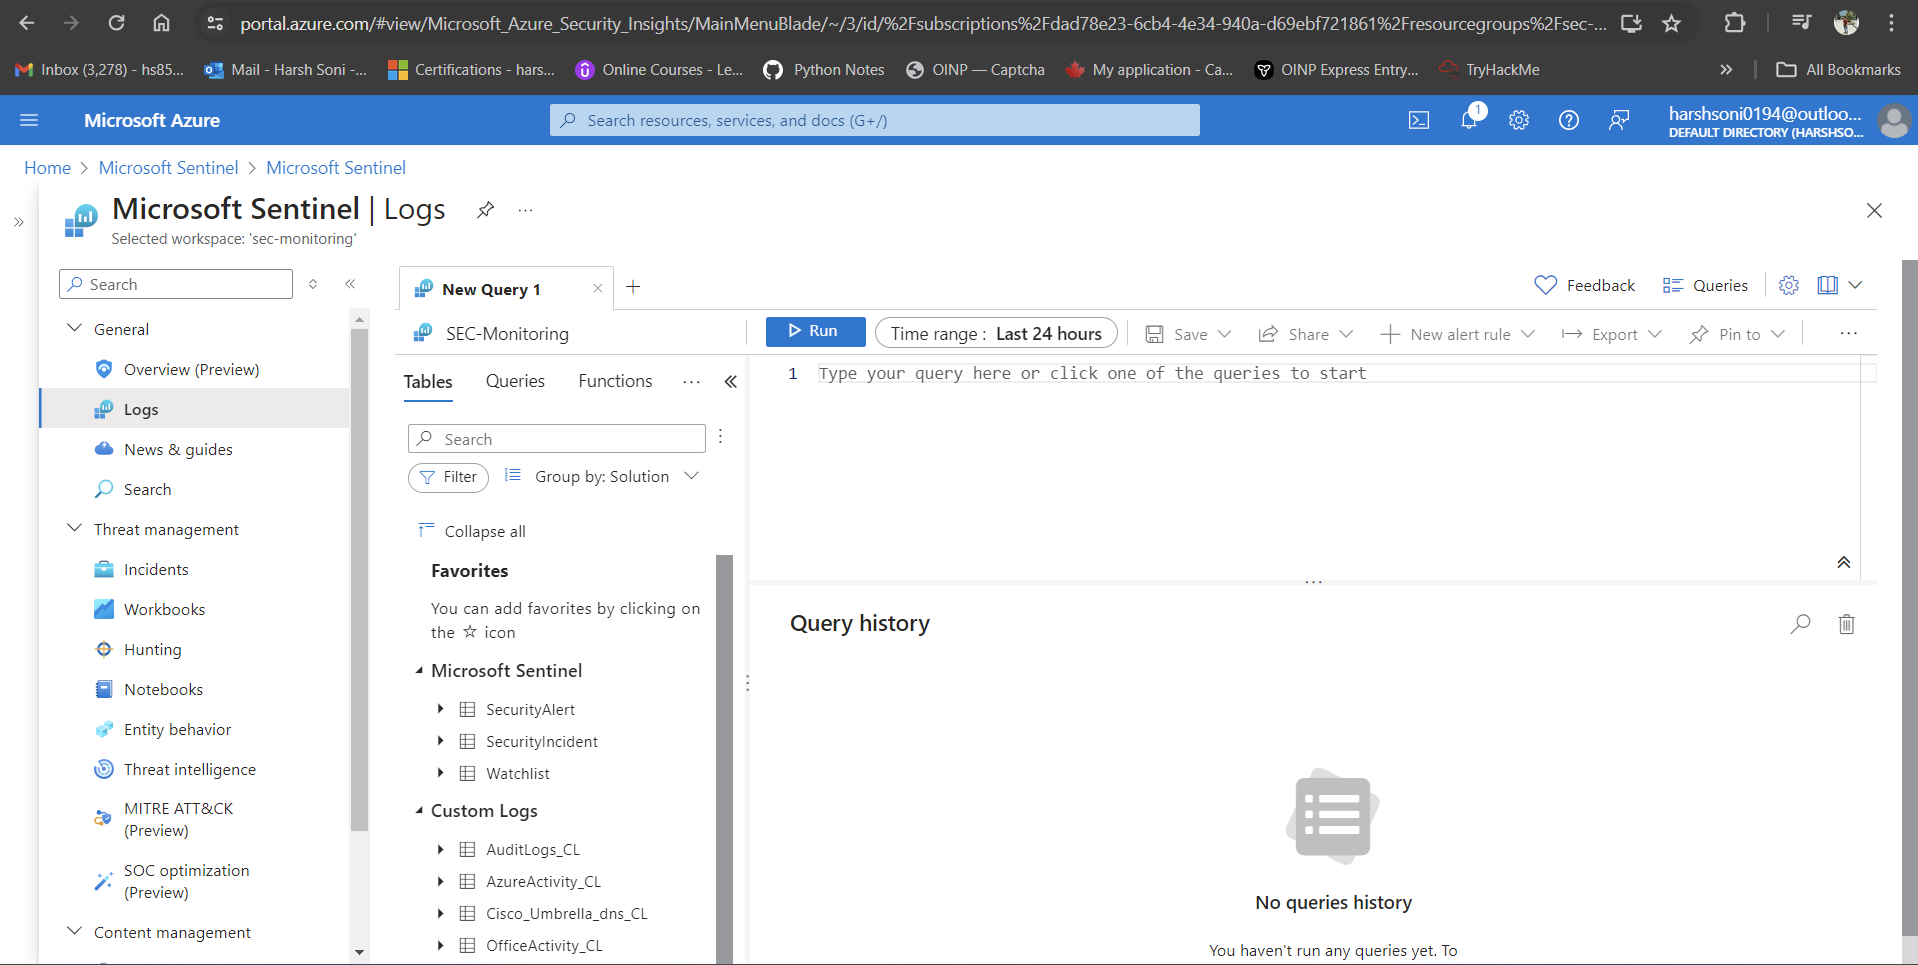 portal.azure.com/#view/Microsoft_Azure_Security_Insights/MainMenuBlade/~/3/id/%2Fsubscriptions%2Fdad78e23-6cb4-4e34-940a-d69ebf721861%2Fresourcegroups%2Fsec-...
Inbox (3,278) - hs85... Mail - Harsh Soni -... Certifications - hars... Online Courses - Le... Python Notes OINP — Captcha My application - Ca... OINP Express Entry... TryHackMe All Bookmarks
Microsoft Azure
Search resources, services, and docs (G+/)
1
harshsoni0194@outloo...
DEFAULT DIRECTORY (HARSHSO...
Home > Microsoft Sentinel > Microsoft Sentinel
Microsoft Sentinel | Logs
Selected workspace: 'sec-monitoring'
Search
General
Overview (Preview)
Logs
News & guides
Search
Threat management
Incidents
Workbooks
Hunting
Notebooks
Entity behavior
Threat intelligence
MITRE ATT&CK
(Preview)
SOC optimization
(Preview)
Content management
New Query 1
Feedback
Queries
SEC-Monitoring
Run
Time range : Last 24 hours
Save
Share
New alert rule
Export
Pin to
Tables
Queries
Functions
Search
Filter
Group by: Solution
Collapse all
Favorites
You can add favorites by clicking on
the ☆ icon
Microsoft Sentinel
SecurityAlert
SecurityIncident
Watchlist
Custom Logs
AuditLogs_CL
AzureActivity_CL
Cisco_Umbrella_dns_CL
OfficeActivity_CL
1 Type your query here or click one of the queries to start
Query history
No queries history
You haven't run any queries yet. To